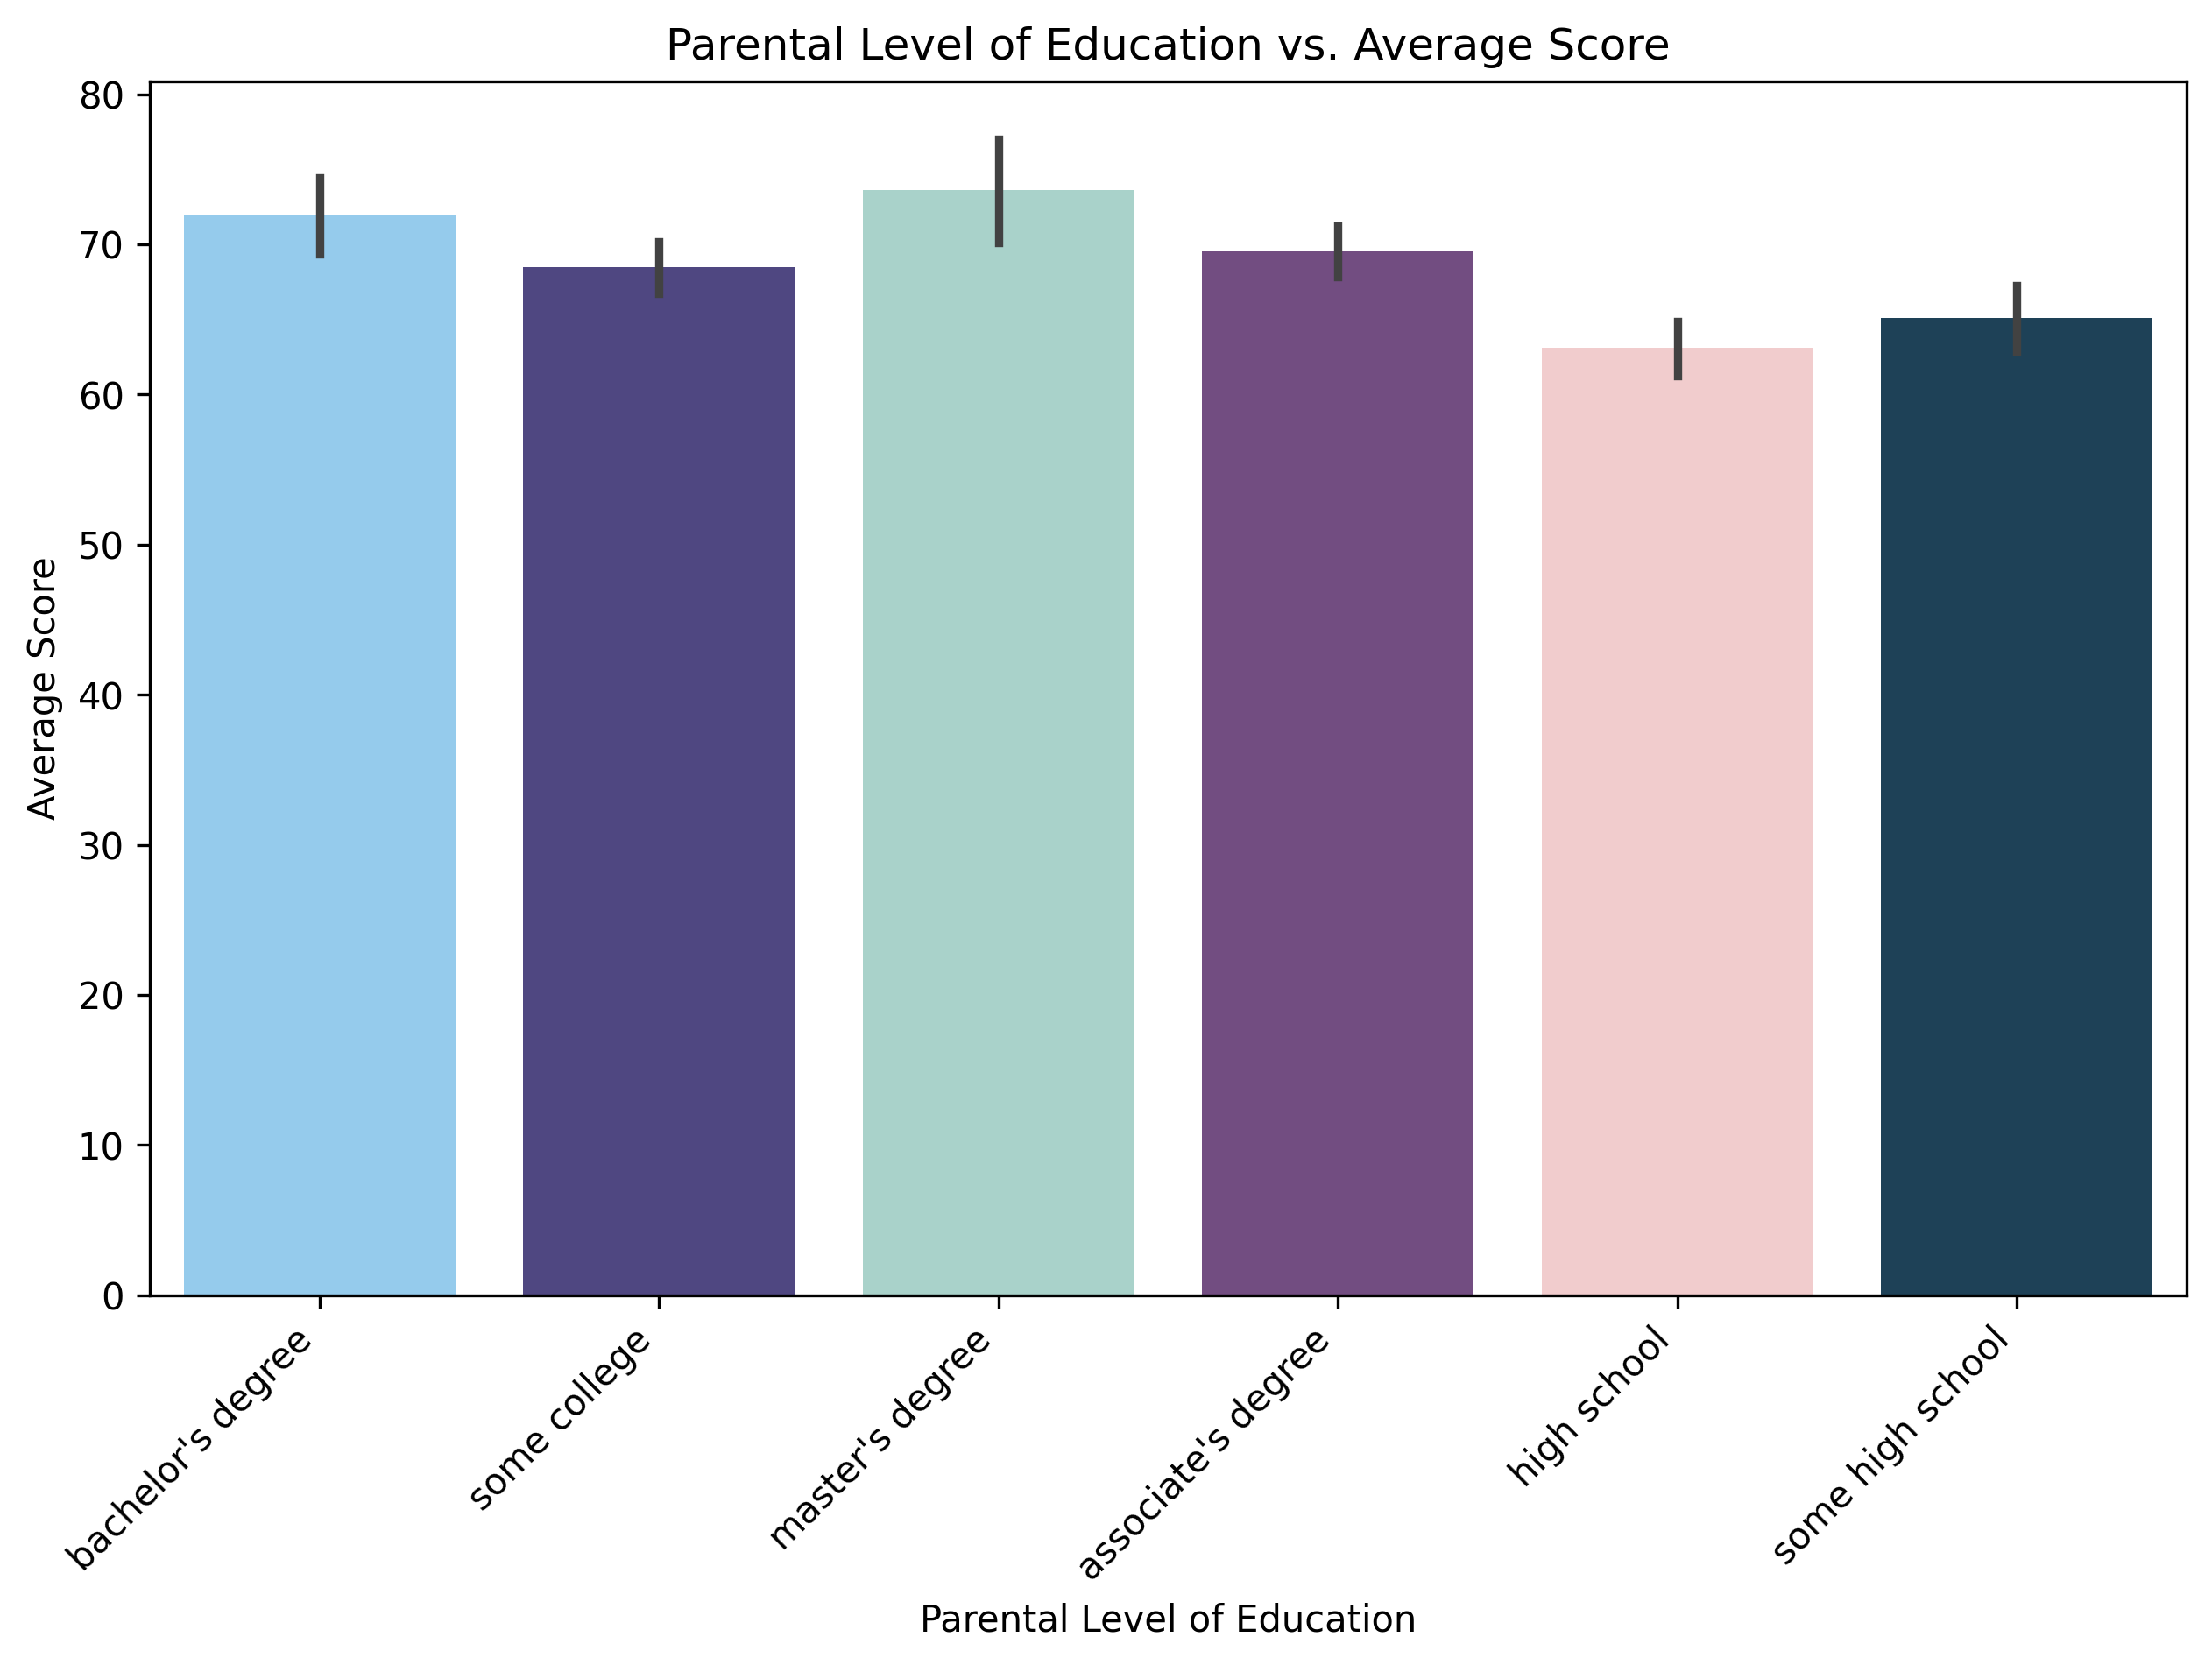 Parental Level of Education vs. Average Score
80
70
60
50
40
30
20
10
0
Average Score
bachelor's degree
some college
master's degree
associate's degree
high school
some high school
Parental Level of Education